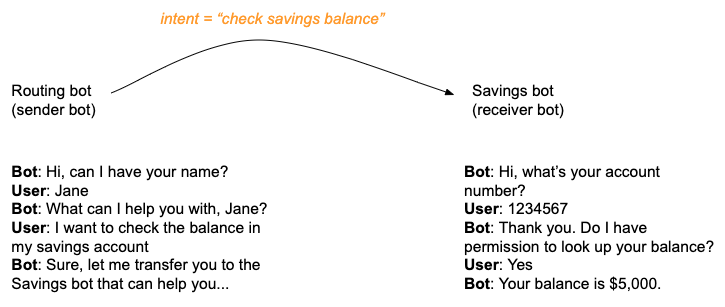 intent = “check savings balance”
Routing bot
(sender bot)
Savings bot
(receiver bot)
Bot: Hi, can I have your name?
User: Jane
Bot: What can I help you with, Jane?
User: I want to check the balance in
my savings account
Bot: Sure, let me transfer you to the
Savings bot that can help you...
Bot: Hi, what’s your account
number?
User: 1234567
Bot: Thank you. Do I have
permission to look up your balance?
User: Yes
Bot: Your balance is $5,000.